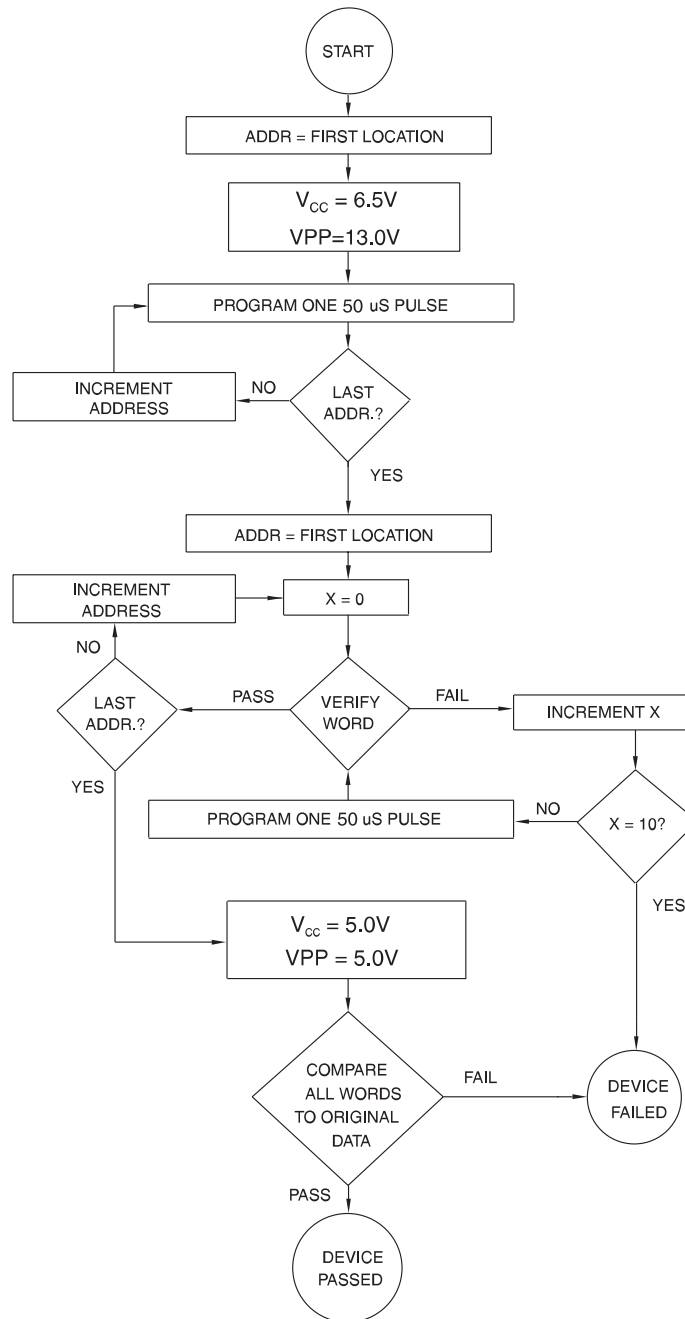 START
ADDR = FIRST LOCATION
VCC = 6.5V
VPP=13.0V
PROGRAM ONE 50 uS PULSE
INCREMENT
ADDRESS
NO
LAST
ADDR.?
YES
ADDR = FIRST LOCATION
INCREMENT
ADDRESS
X = 0
NO
LAST
ADDR.?
PASS
VERIFY
WORD
FAIL
INCREMENT X
YES
PROGRAM ONE 50 uS PULSE
NO
X = 10?
YES
VCC = 5.0V
VPP = 5.0V
COMPARE
ALL WORDS
TO ORIGINAL
DATA
FAIL
DEVICE
FAILED
PASS
DEVICE
PASSED